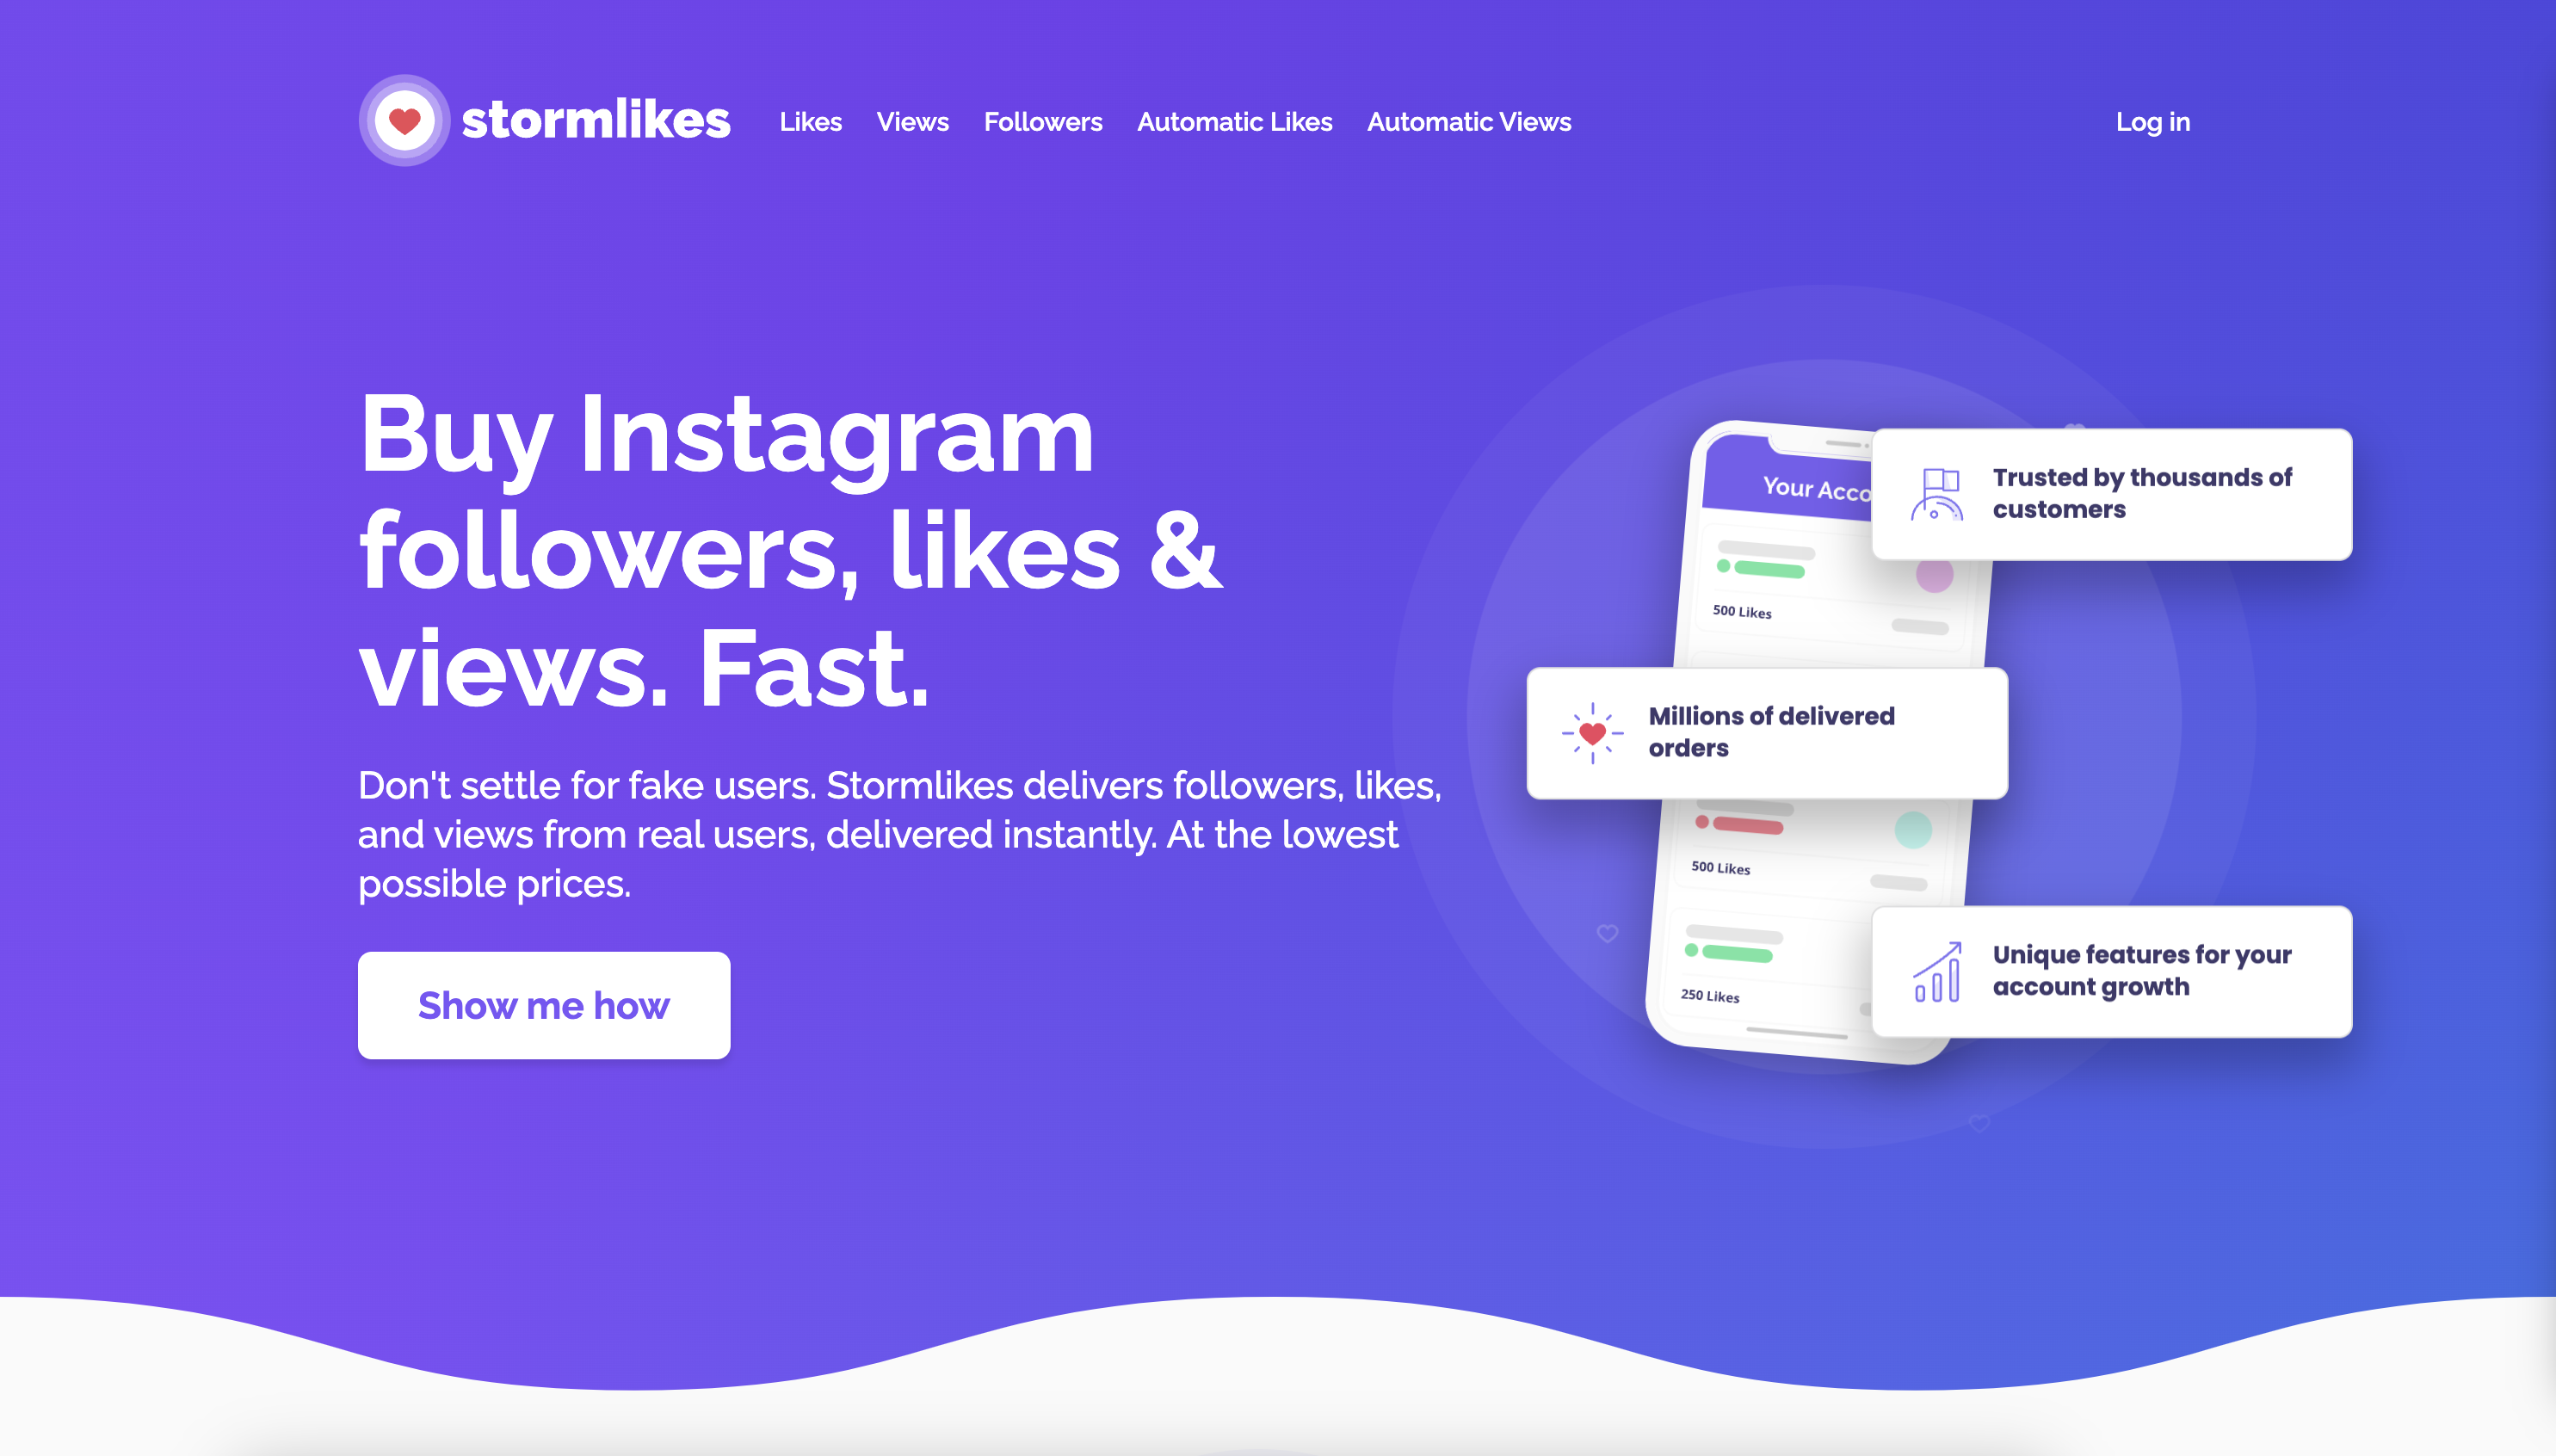 stormlikes
Likes
Views
Followers
Automatic Likes
Automatic Views
Log in
Buy Instagram
followers, likes &
views. Fast.
Don't settle for fake users. Stormlikes delivers followers, likes,
and views from real users, delivered instantly. At the lowest
possible prices.
Show me how
Your Acco
Trusted by thousands of
customers
500 Likes
Millions of delivered
orders
500 Likes
Unique features for your
account growth
250 Likes